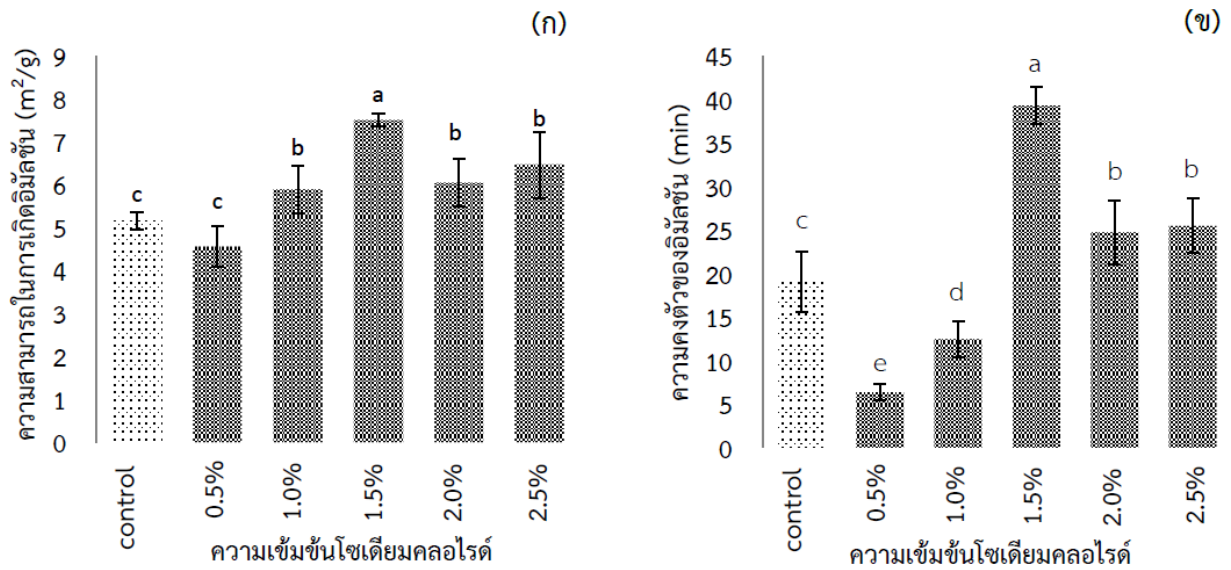 (ก)
ความสามารถในการเกิดอิมัลชัน (m²/g)
9
8
7
6
5
4
3
2
1
0
c
c
b
a
b
b
control
0.5%
1.0%
1.5%
2.0%
2.5%
ความเข้มข้นโซเดียมคลอไรด์
(ข)
ความคงตัวของอิมัลชัน (min)
45
40
35
30
25
20
15
10
5
0
c
e
d
a
b
b
control
0.5%
1.0%
1.5%
2.0%
2.5%
ความเข้มข้นโซเดียมคลอไรด์